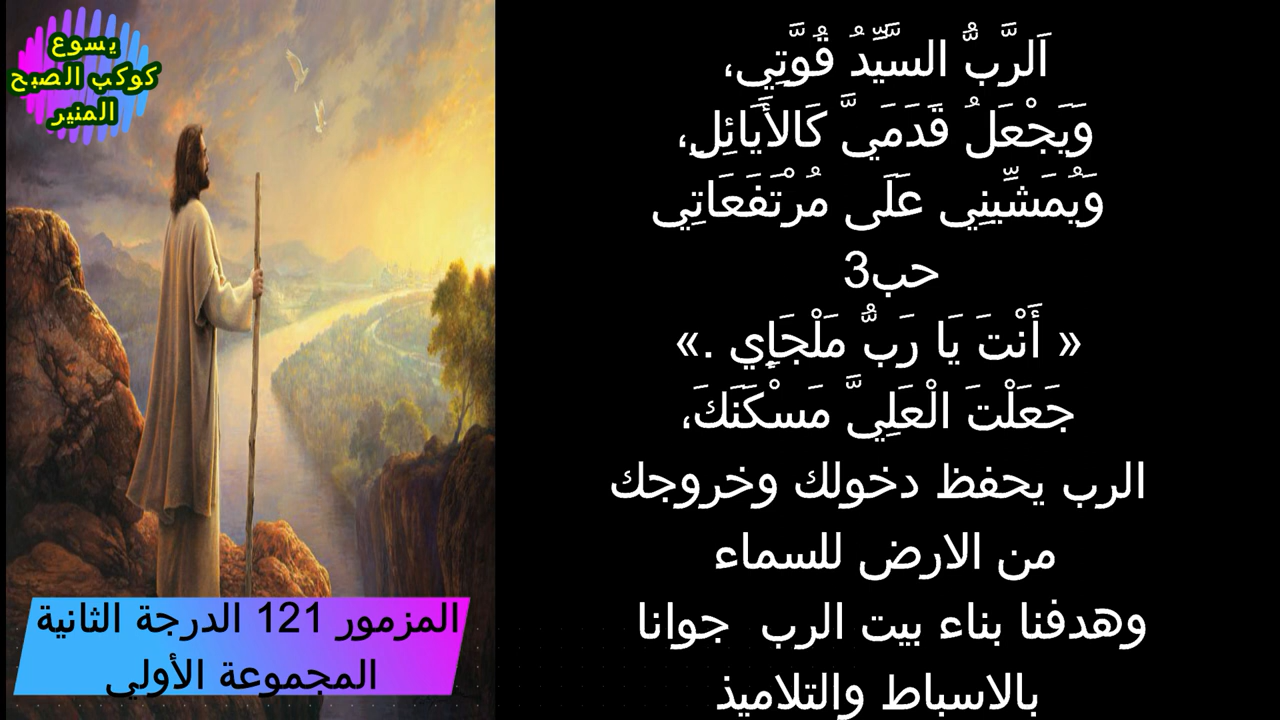 يسوع
كوكب الصبح
المنير
اَلرَّبُّ السَّيِّدُ قُوَّتِي،
وَيَجْعَلُ قَدَمَيَّ كَالأَيَائِلِ،
وَيُمَشِّينِي عَلَى مُرْتَفَعَاتِي
حب3
« أَنْتَ يَا رَبُّ مَلْجَإِي .»
جَعَلْتَ الْعَلِيَّ مَسْكَنَكَ،
الرب يحفظ دخولك وخروجك
من الارض للسماء
وهدفنا بناء بيت الرب جوانا
بالاسباط والتلاميذ
المزمور 121 الدرجة الثانية
المجموعة الأولي